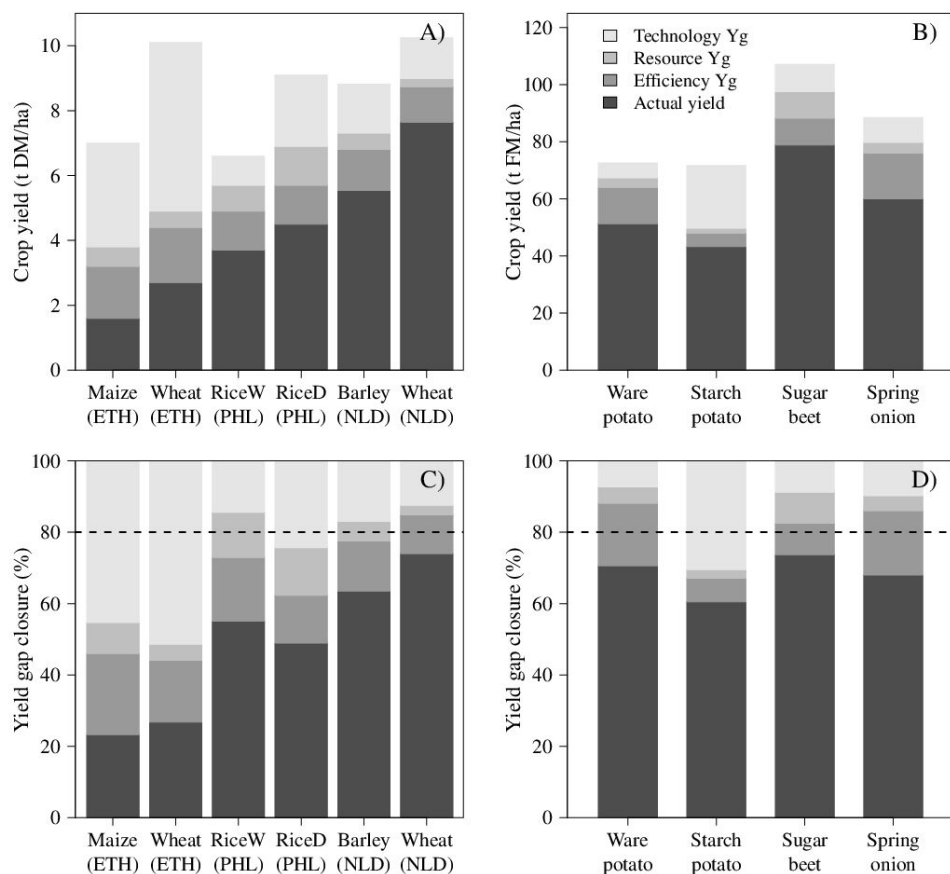 A)
Crop yield (t DM/ha)
10
8
6
4
2
0
Maize (ETH)
Wheat (ETH)
RiceW (PHL)
RiceD (PHL)
Barley (NLD)
Wheat (NLD)
B)
Technology Yg
Resource Yg
Efficiency Yg
Actual yield
Crop yield (t FM/ha)
120
100
80
60
40
20
0
Ware potato
Starch potato
Sugar beet
Spring onion
C)
Yield gap closure (%)
100
80
60
40
20
0
Maize (ETH)
Wheat (ETH)
RiceW (PHL)
RiceD (PHL)
Barley (NLD)
Wheat (NLD)
D)
Yield gap closure (%)
100
80
60
40
20
0
Ware potato
Starch potato
Sugar beet
Spring onion